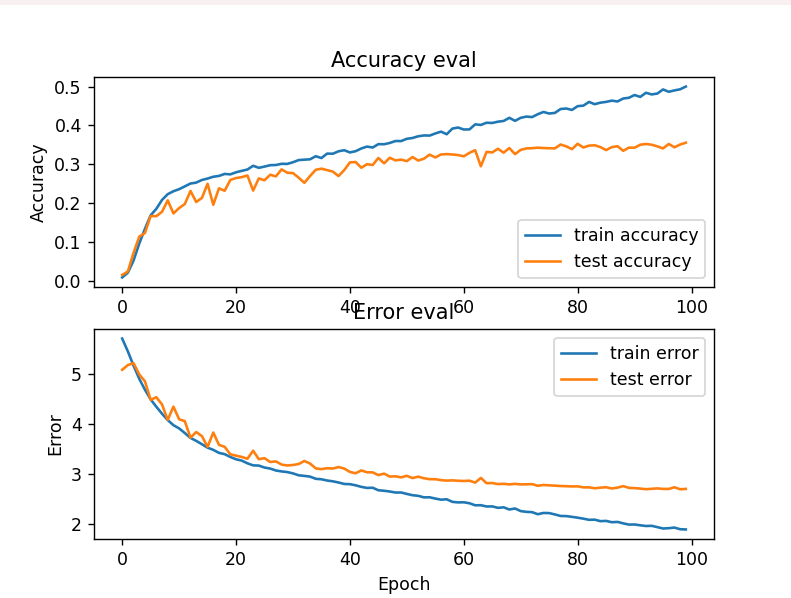 Accuracy eval
0.5
0.4
0.3
0.2
0.1
0.0
Accuracy
train accuracy
test accuracy
0 20 40 60 80 100
Error eval
5
4
3
2
Error
train error
test error
0 20 40 60 80 100
Epoch